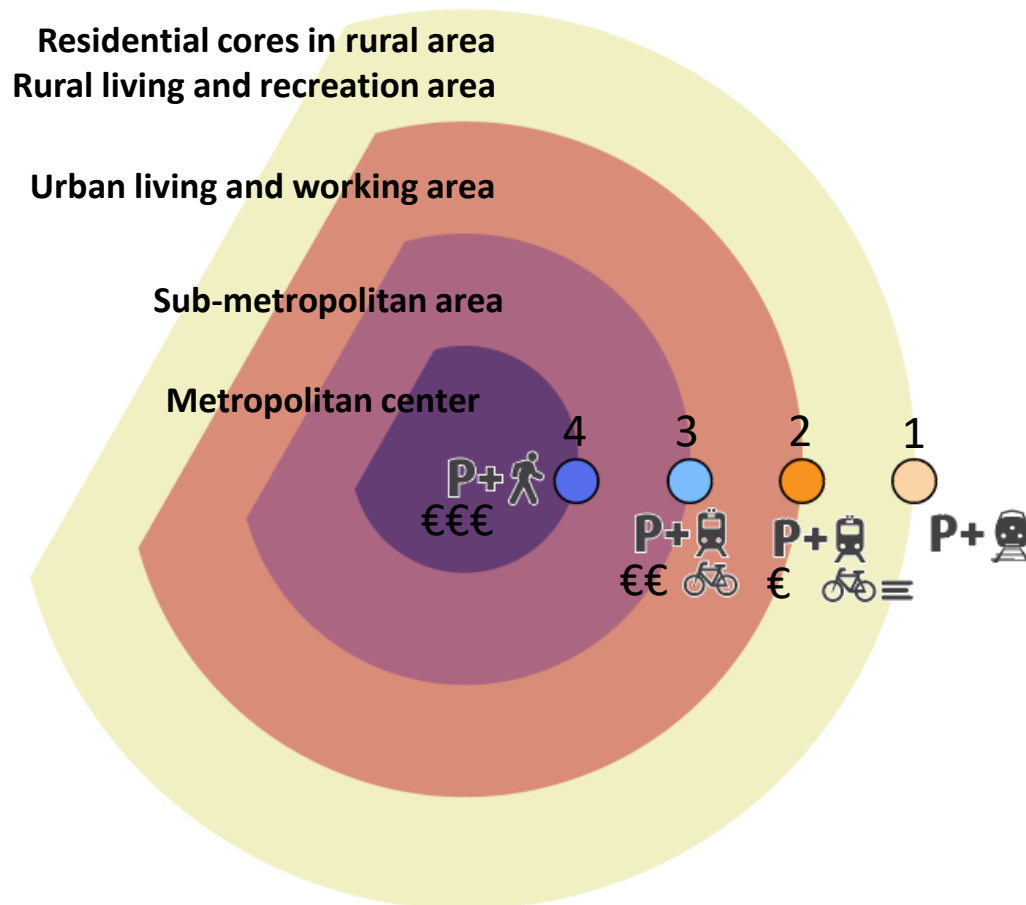 Residential cores in rural area
Rural living and recreation area
Urban living and working area
Sub-metropolitan area
Metropolitan center
4 3 2 1
P+
€€€
P+ P+ P+
€€ €